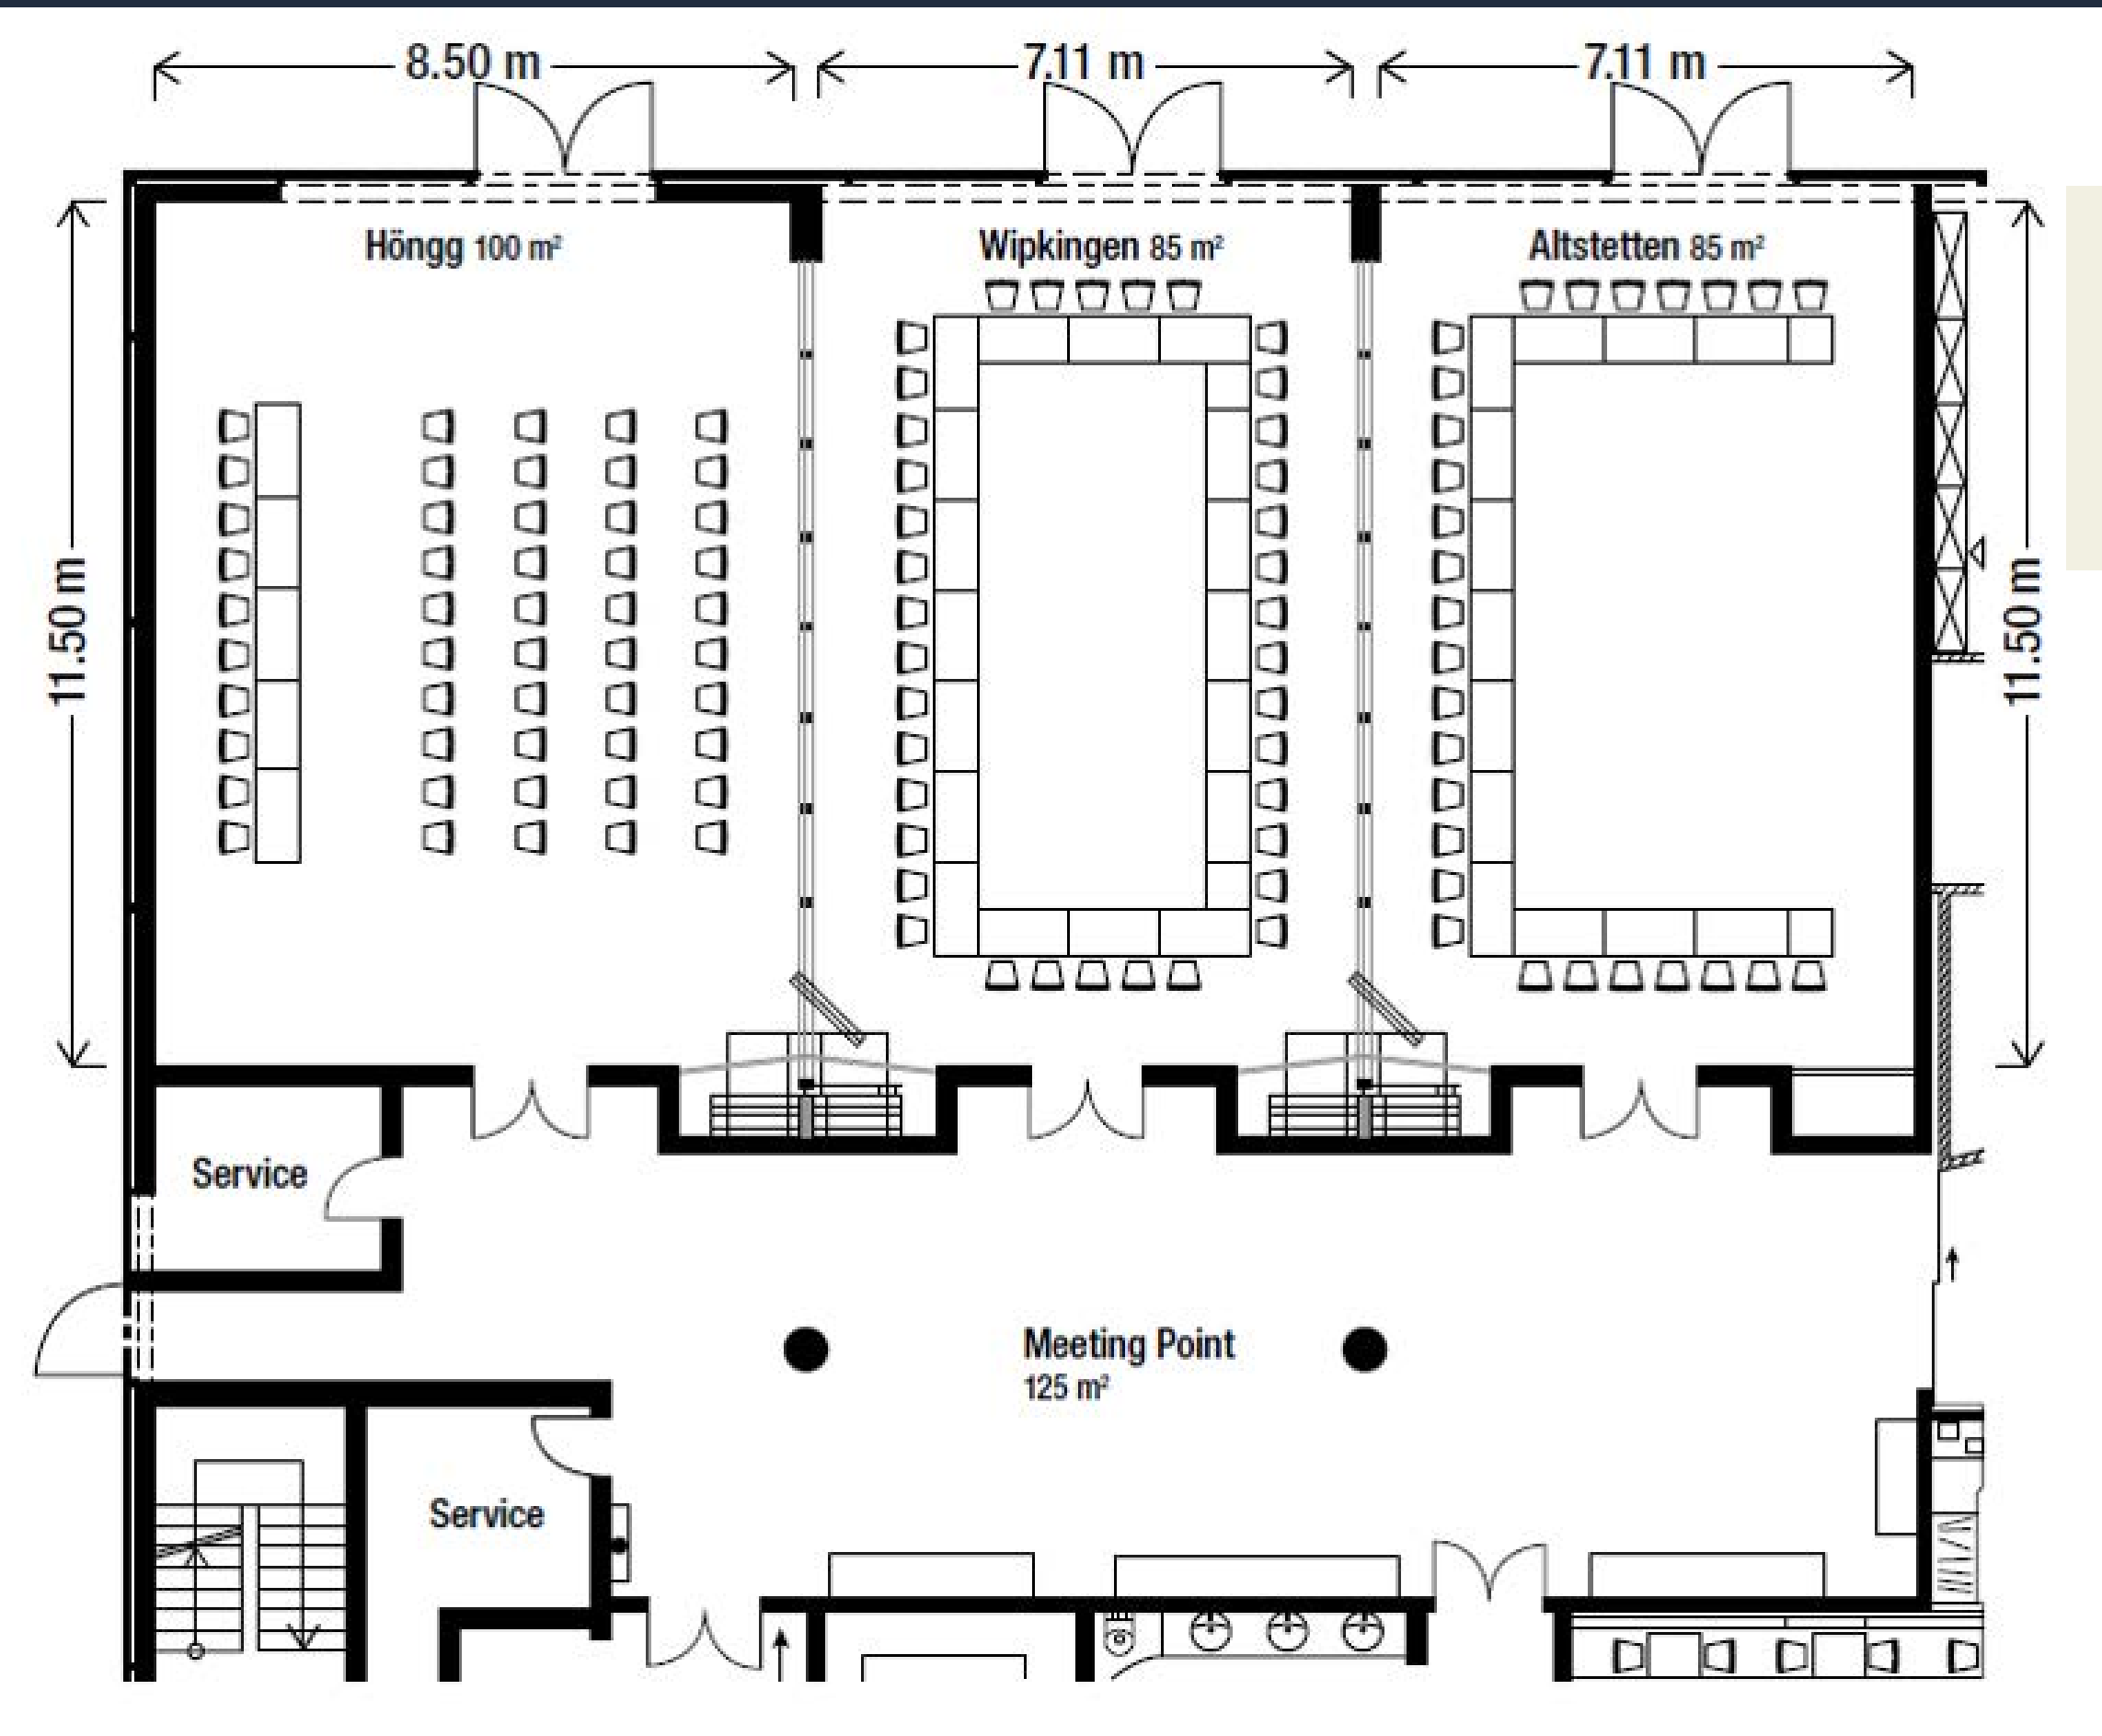 8.50 m
7.11 m
7.11 m
Höngg 100 m²
Wipkingen 85 m²
Altstetten 85 m²
11.50 m
11.50 m
Service
Meeting Point
125 m²
Service